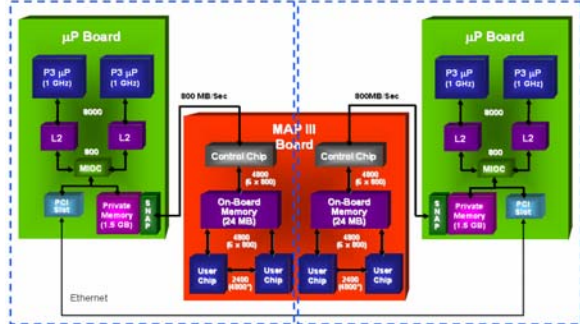 µP Board
P3 µP
(1 GHz)
P3 µP
(1 GHz)
8000
L2
L2
800
MIOC
PCI
Slot
Private
Memory
(1.5 GB)
SNAP
Ethernet
800 MB/Sec
800MB/Sec
MAP III
Board
Control Chip
4800
(6 x 800)
On-Board
Memory
(24 MB)
4800
(6 x 800)
User
Chip
2400
(4800*)
User
Chip
Control Chip
4800
(6 x 800)
On-Board
Memory
(24 MB)
4800
(6 x 800)
User
Chip
2400
(4800*)
User
Chip
µP Board
P3 µP
(1 GHz)
P3 µP
(1 GHz)
8000
L2
L2
800
MIOC
SNAP
Private
Memory
(1.5 GB)
PCI
Slot